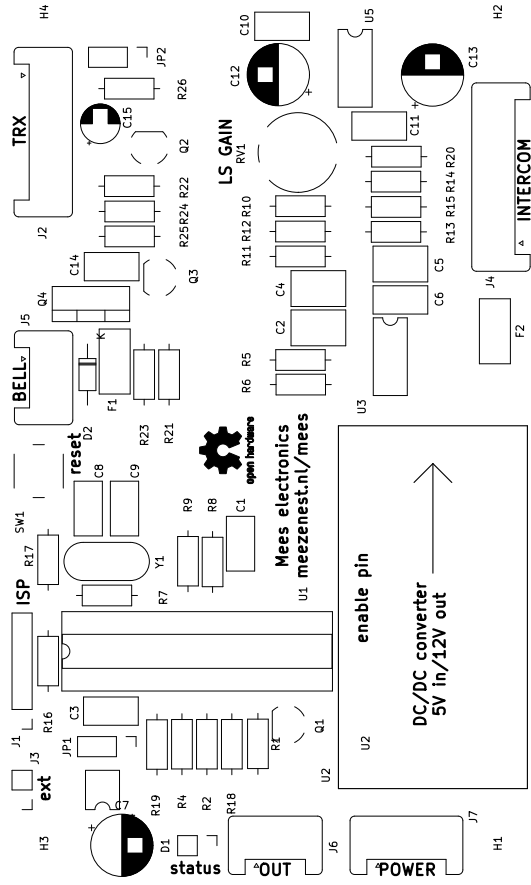 H4
H2
JP2
C10
U5
C12
C13
R26
TRX
C15
Q2
LS GAIN
RV1
C11
R20
R14
R15
R13
INTERCOM
R22
R24
R25
R10
R12
R11
J2
C14
Q3
Q4
C4
C5
C6
J4
J5
K
C2
F2
BELL
F1
R5
R6
U3
D2
R23
R21
reset
SW1
open hardware
Mees electronics
meezenest.nl/mees
C8
C9
R9
R8
C1
R17
Y1
R7
U1
ISP
enable pin
DC/DC converter
5V in/12V out
R16
J1
C3
JP1
Q1
R1
J3
ext
U2
U2
C7
R19
R4
R2
R18
H3
D1
status
OUT
J6
POWER
J7
H1